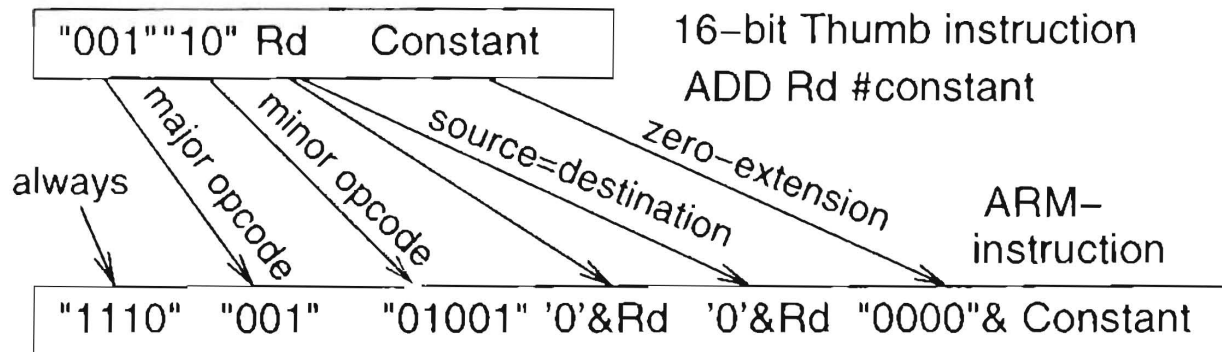 "001""10" Rd Constant
16-bit Thumb instruction
ADD Rd #constant
always
major opcode
minor opcode
source=destination
zero-extension
ARM-
instruction
"1110" "001" "01001" '0'&Rd '0'&Rd "0000"& Constant